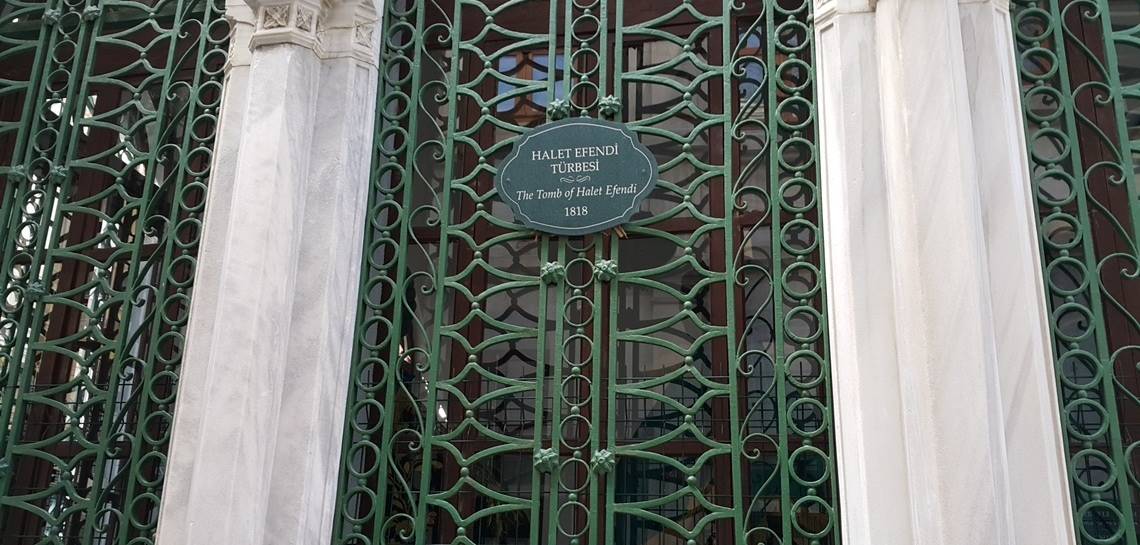 HALET EFENDİ
TÜRBESİ
The Tomb of Halet Efendi
1818